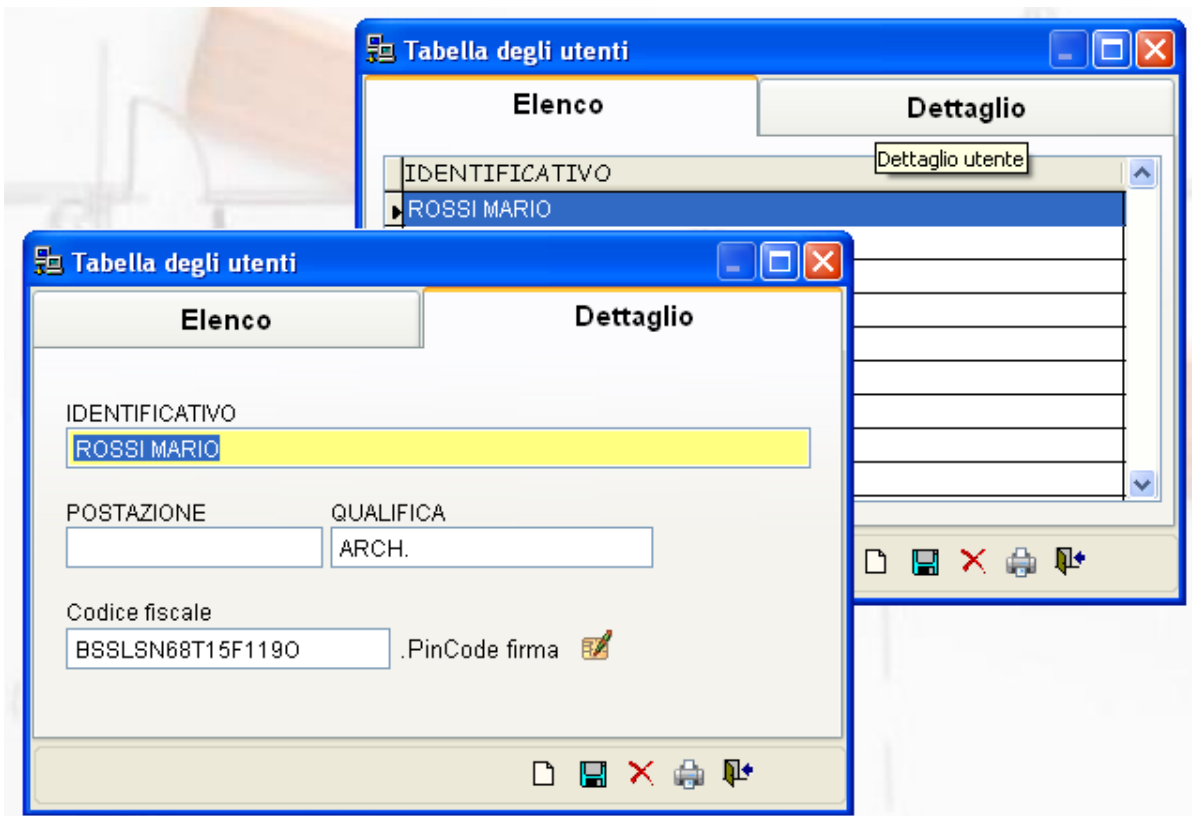 Tabella degli utenti
Elenco Dettaglio
Dettaglio utente
IDENTIFICATIVO
ROSSI MARIO
Tabella degli utenti
Elenco Dettaglio
IDENTIFICATIVO
ROSSI MARIO
POSTAZIONE QUALIFICA
ARCH.
Codice fiscale
BSSLSN68T15F119O .PinCode firma